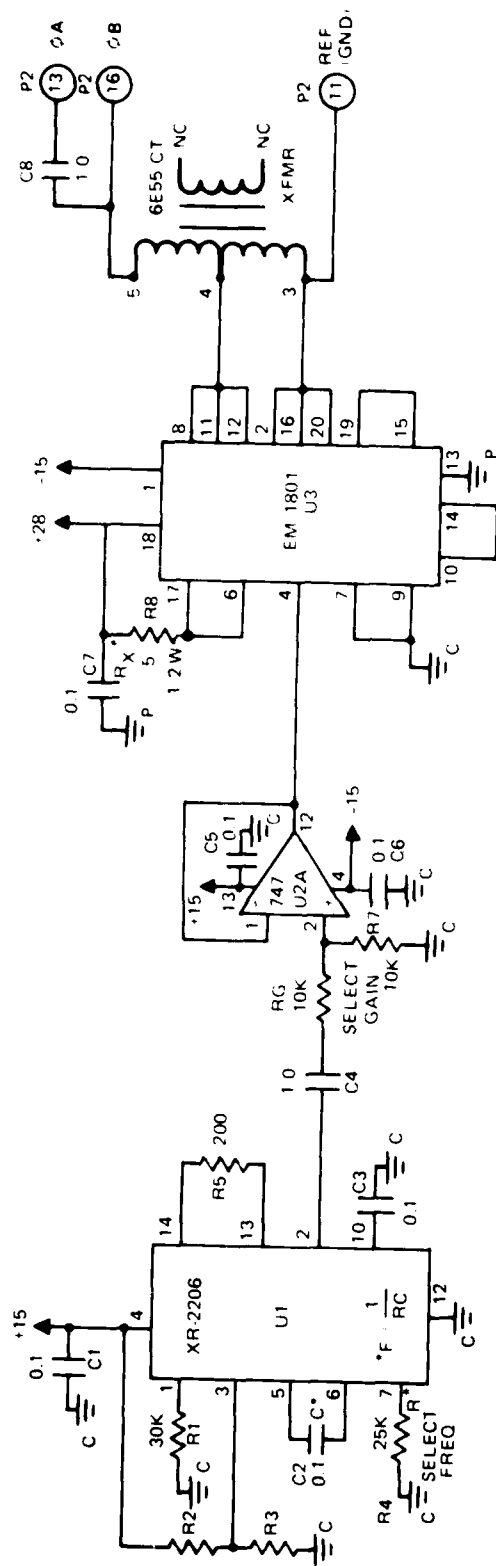 +15
4
0.1
C1
C
XR-2206
U1
*F
1
RC
1
30K
R1
C
R2
3
R3
C
5
C2
0.1
C*
6
7
R*
25K
R4
SELECT
FREQ
C
12
C
14
R5
200
13
2
10
C3
0.1
C
1 0
C4
RG
10K
SELECT
GAIN
R7
10K
C
+15
13
C5
0.1
C
1
2
-
+
747
U2A
12
4
-15
0.1
C6
C
0.1
C7
P
*
RX
R8
5
1 2W
+28
-15
18
1
17
6
4
7
9
C
EM 1801
U3
10
14
13
P
8
11
12
2
16
20
19
15
5
4
3
6E55 CT
NC
NC
XFMR
C8
1 0
P2
13
ØA
P2
16
ØB
P2
11
REF
GND